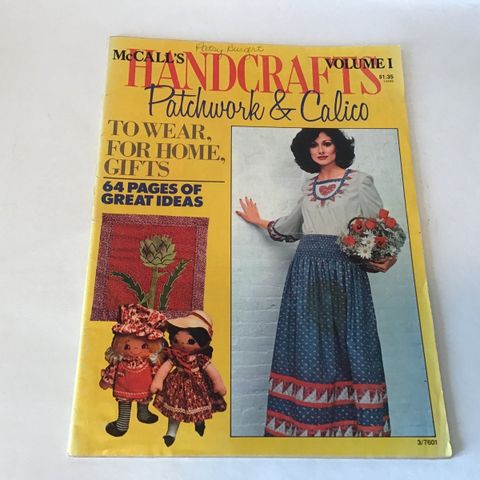 Patsy
McCALL'S HANDCRAFTS VOLUME I
$1.35
Patchwork & Calico
TO WEAR,
FOR HOME,
GIFTS
64 PAGES OF
GREAT IDEAS
3/7601